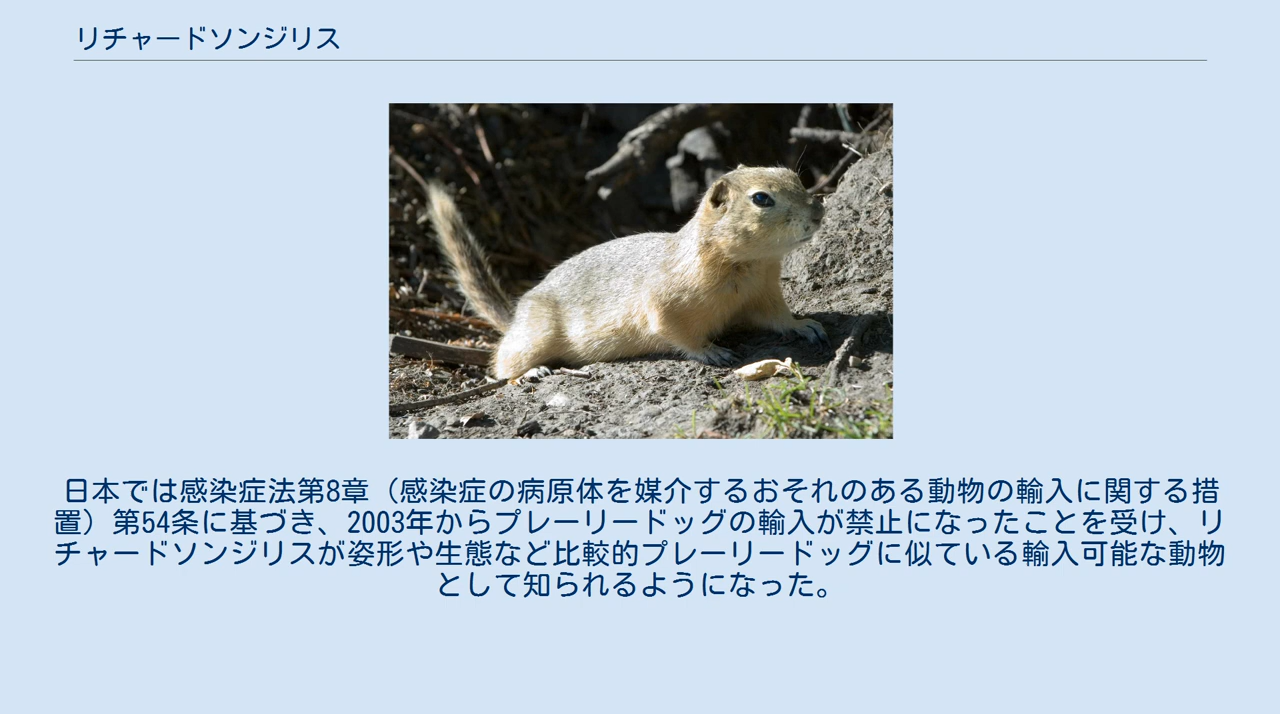 リチャードソンジリス
日本では感染症法第8章（感染症の病原体を媒介するおそれのある動物の輸入に関する措
置）第54条に基づき、2003年からプレーリードッグの輸入が禁止になったことを受け、リ
チャードソンジリスが姿形や生態など比較的プレーリードッグに似ている輸入可能な動物
として知られるようになった。